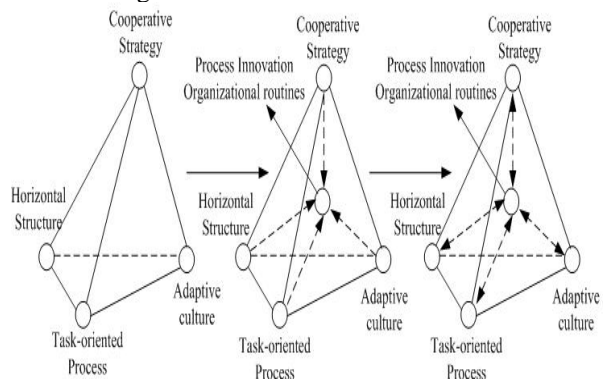 Cooperative
Strategy
Horizontal
Structure
Adaptive
culture
Task-oriented
Process
Process Innovation
Organizational routines
Cooperative
Strategy
Horizontal
Structure
Adaptive
culture
Task-oriented
Process
Process Innovation
Organizational routines
Cooperative
Strategy
Horizontal
Structure
Adaptive
culture
Task-oriented
Process